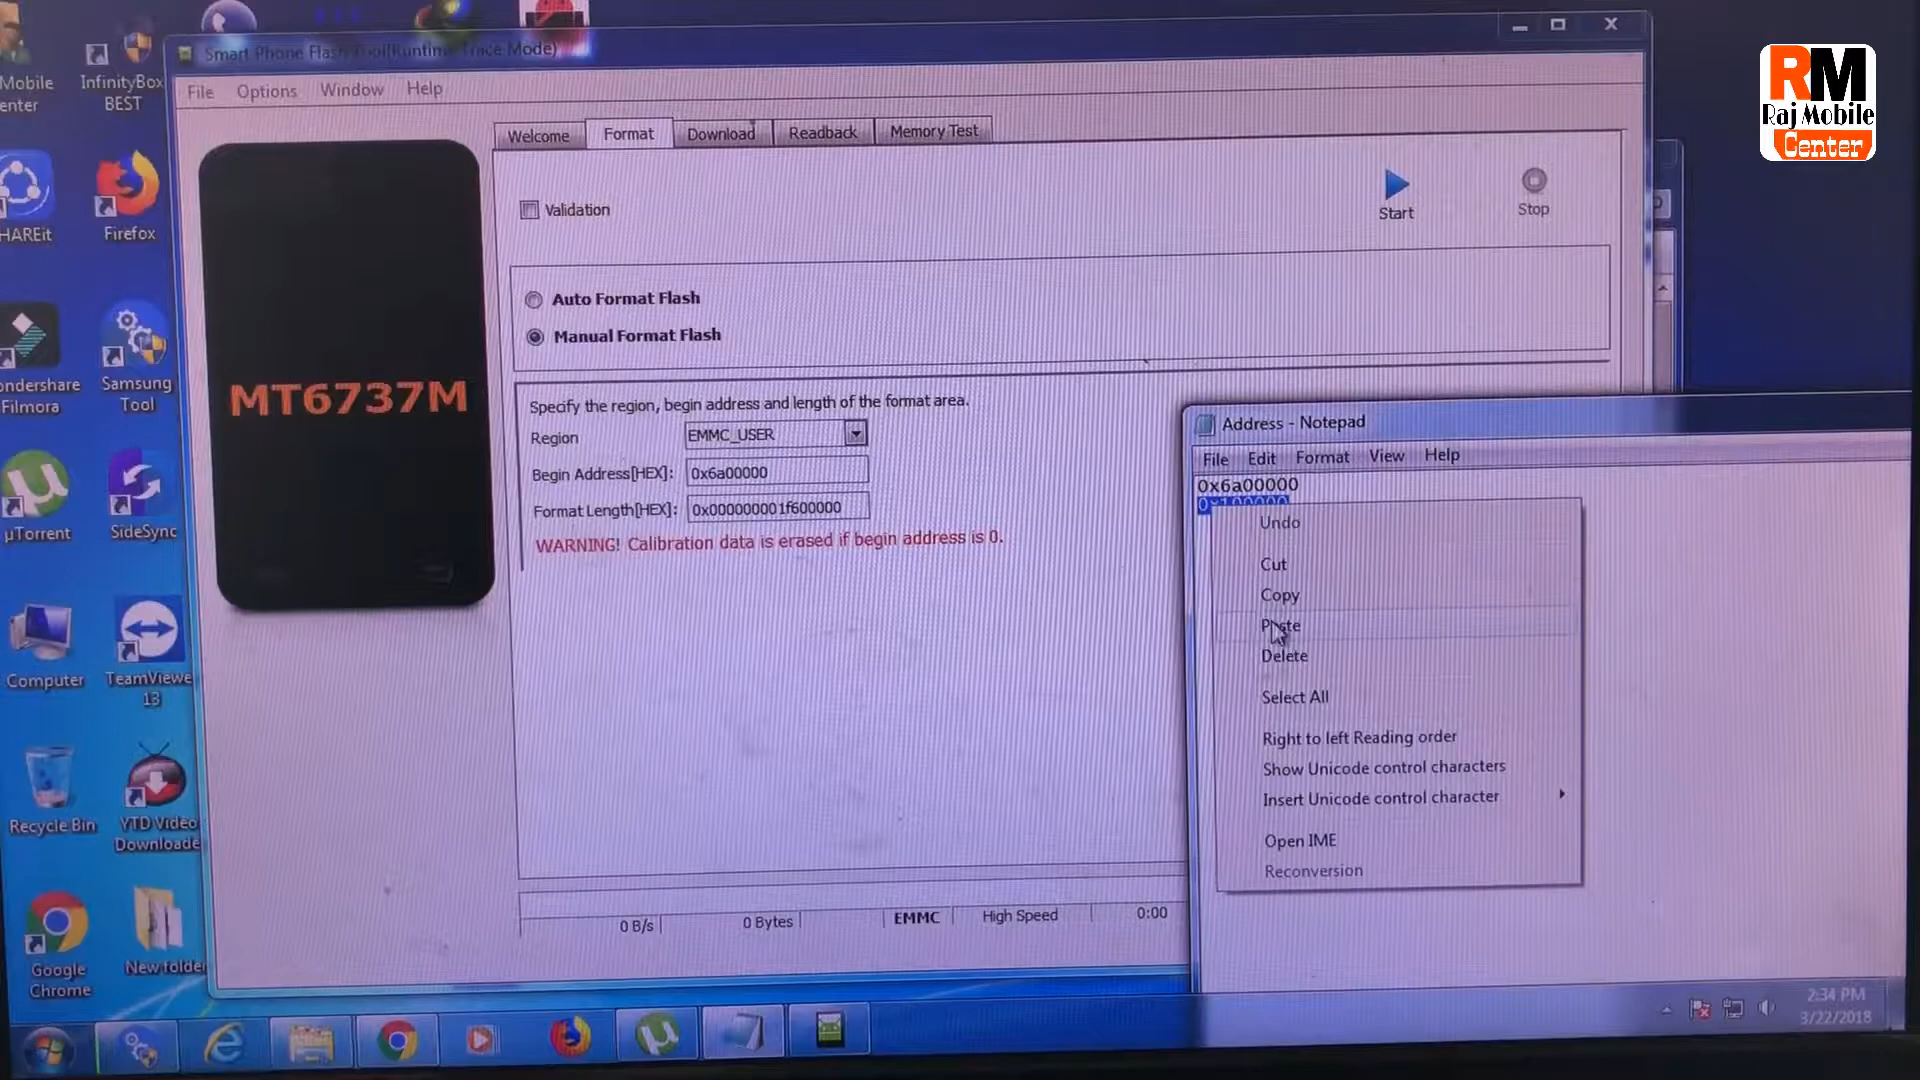 Smart Phone Flash Tool(Runtime Trace Mode)
File Options Window Help
Welcome Format Download Readback Memory Test
Validation
Start
Stop
Auto Format Flash
Manual Format Flash
MT6737M
Specify the region, begin address and length of the format area.
Region EMMC_USER
Begin Address[HEX]: 0x6a00000
Format Length[HEX]: 0x000000001f600000
WARNING! Calibration data is erased if begin address is 0.
0 B/s 0 Bytes EMMC High Speed 0:00
Address - Notepad
File Edit Format View Help
0x6a00000
Undo
Cut
Copy
Paste
Delete
Select All
Right to left Reading order
Show Unicode control characters
Insert Unicode control character
Open IME
Reconversion
Mobile
enter
InfinityBox
BEST
HAREit
Firefox
ondershare
Filmora
Samsung
Tool
µTorrent
SideSync
Computer
TeamViewe
13
Recycle Bin
YTD Video
Downloade
Google
Chrome
New folder
2:34 PM
3/22/2018
RM
Raj Mobile
Center